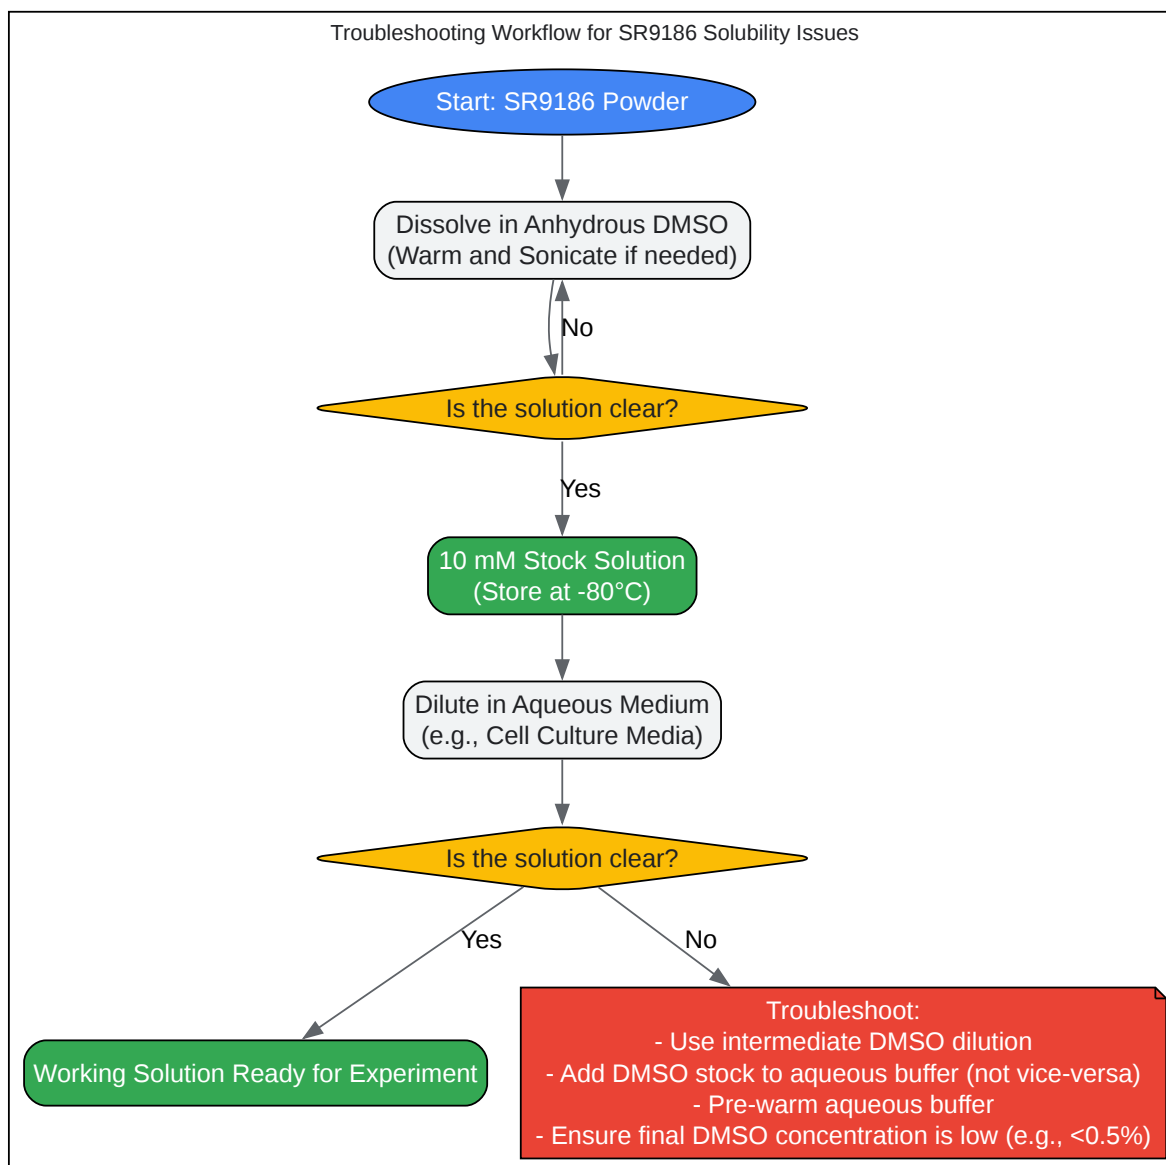 Troubleshooting Workflow for SR9186 Solubility Issues
Start: SR9186 Powder
Dissolve in Anhydrous DMSO
(Warm and Sonicate if needed)
No
Is the solution clear?
Yes
10 mM Stock Solution
(Store at -80°C)
Dilute in Aqueous Medium
(e.g., Cell Culture Media)
Is the solution clear?
Yes
No
Working Solution Ready for Experiment
Troubleshoot:
- Use intermediate DMSO dilution
- Add DMSO stock to aqueous buffer (not vice-versa)
- Pre-warm aqueous buffer
- Ensure final DMSO concentration is low (e.g., <0.5%)